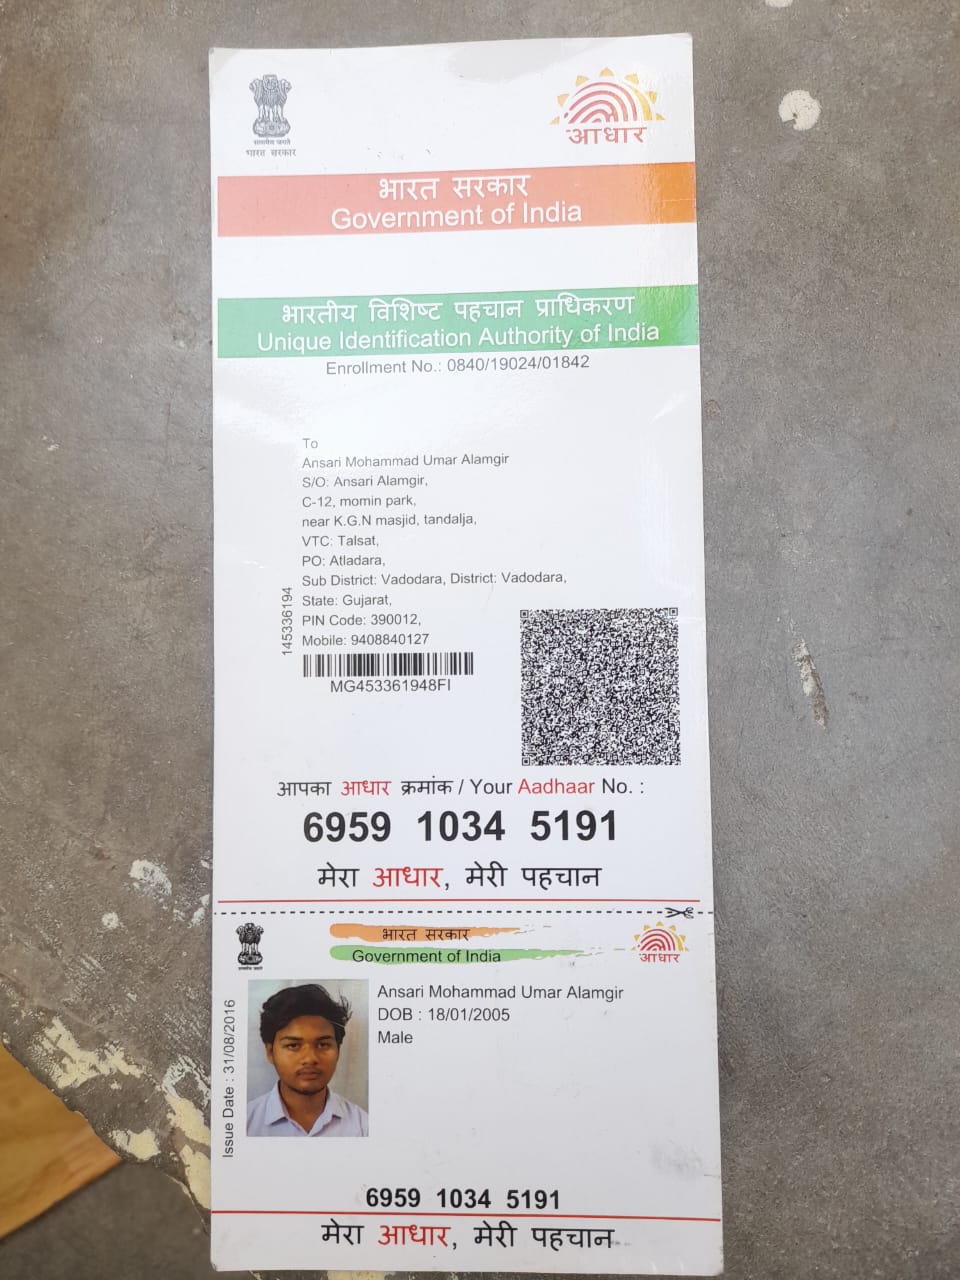 सत्यमेव जयते
भारत सरकार
आधार
भारत सरकार
Government of India
भारतीय विशिष्ट पहचान प्राधिकरण
Unique Identification Authority of India
Enrollment No.: 0840/19024/01842
To
Ansari Mohammad Umar Alamgir
S/O: Ansari Alamgir,
C-12, momin park,
near K.G.N masjid, tandalja,
VTC: Talsat,
PO: Atladara,
Sub District: Vadodara, District: Vadodara,
State: Gujarat,
PIN Code: 390012,
Mobile: 9408840127
145336194
MG453361948FI
आपका आधार क्रमांक / Your Aadhaar No. :
6959 1034 5191
मेरा आधार, मेरी पहचान
सत्यमेव जयते
भारत सरकार
Government of India
आधार
Issue Date : 31/08/2016
Ansari Mohammad Umar Alamgir
DOB : 18/01/2005
Male
6959 1034 5191
मेरा आधार, मेरी पहचान